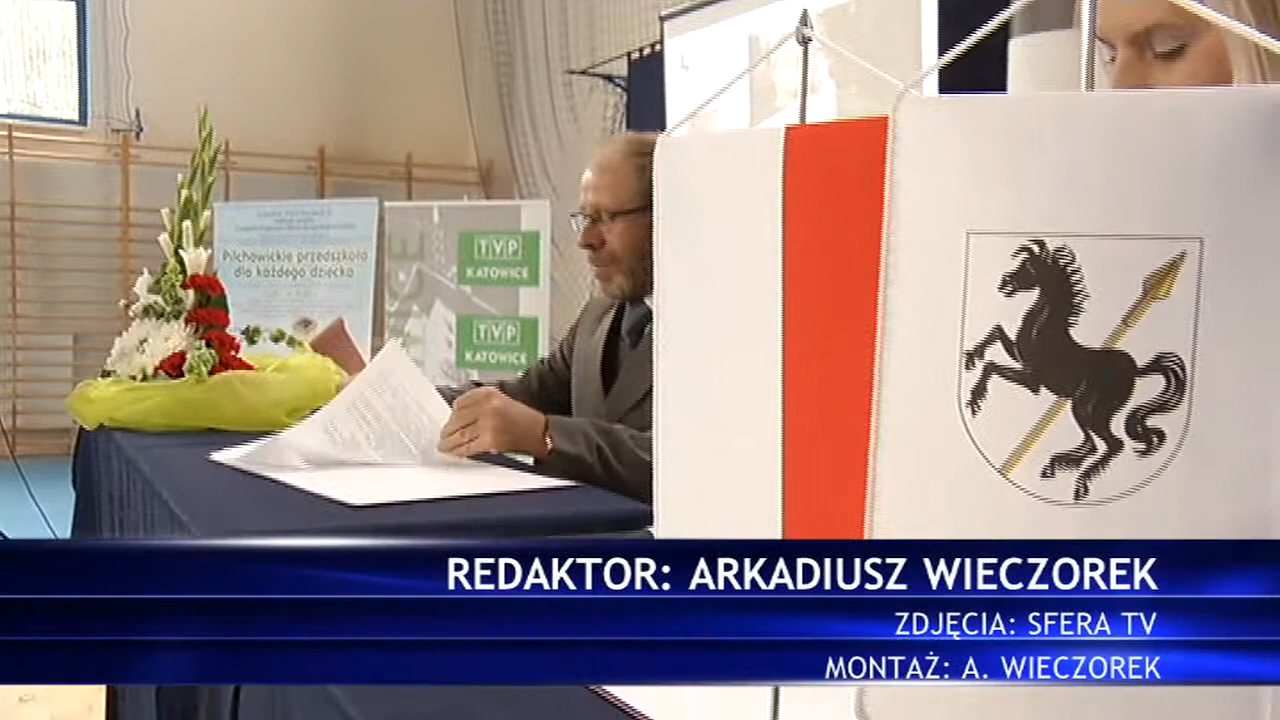 Pilchowickie przedszkole
dla każdego dziecka
TVP
KATOWICE
TVP
KATOWICE
REDAKTOR: ARKADIUSZ WIECZOREK
ZDJĘCIA: SFERA TV
MONTAŻ: A. WIECZOREK